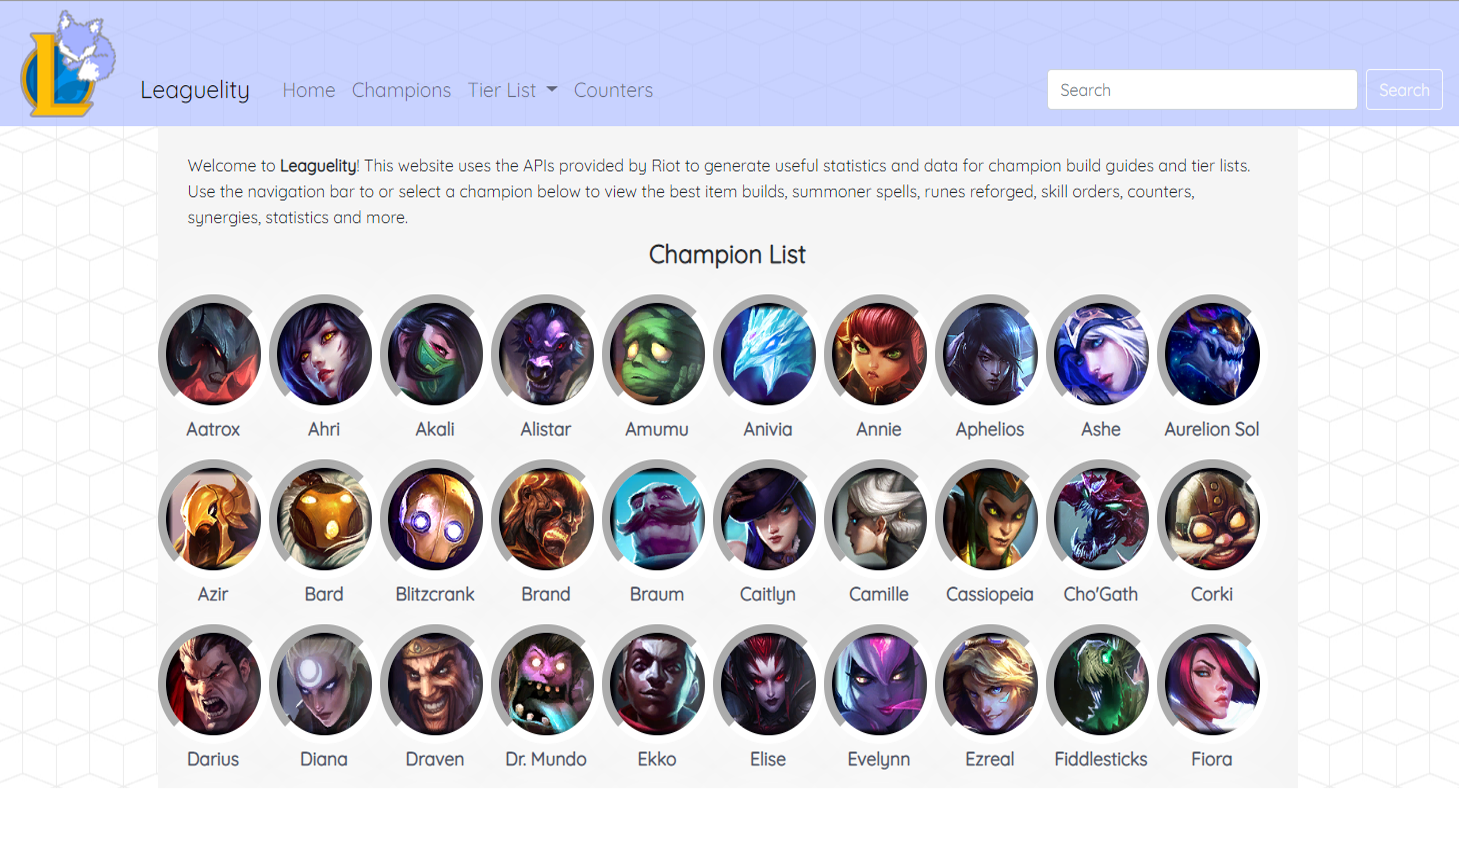 Leaguelity Home Champions Tier List Counters Search Search
Welcome to Leaguelity! This website uses the APIs provided by Riot to generate useful statistics and data for champion build guides and tier lists.
Use the navigation bar to or select a champion below to view the best item builds, summoner spells, runes reforged, skill orders, counters,
synergies, statistics and more.
Champion List
Aatrox Ahri Akali Alistar Amumu Anivia Annie Aphelios Ashe Aurelion Sol
Azir Bard Blitzcrank Brand Braum Caitlyn Camille Cassiopeia Cho'Gath Corki
Darius Diana Draven Dr. Mundo Ekko Elise Evelynn Ezreal Fiddlesticks Fiora